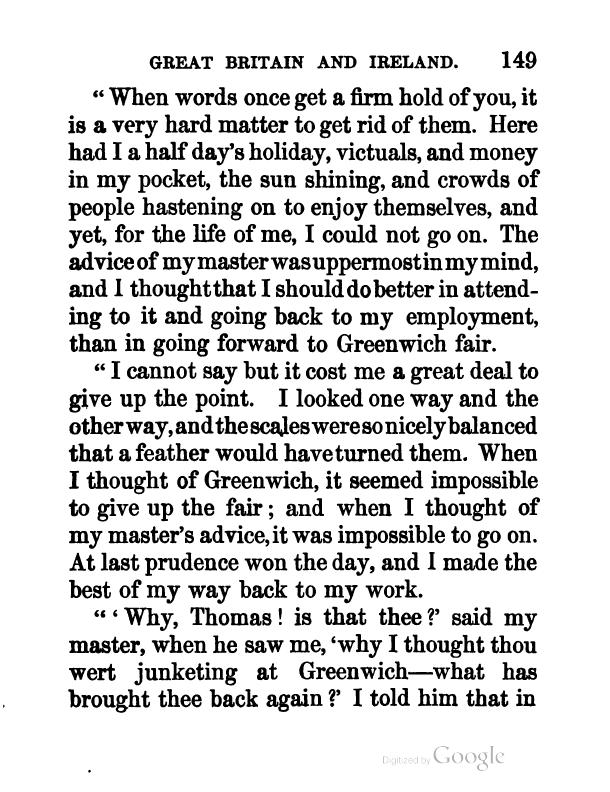 GREAT BRITAIN AND IRELAND. 149
“ When words once get a firm hold of you, it
is a very hard matter to get rid of them. Here
had I a half day’s holiday, victuals, and money
in my pocket, the sun shining, and crowds of
people hastening on to enjoy themselves, and
yet, for the life of me, I could not go on. The
advice of my master was uppermost in my mind,
and I thought that I should do better in attend-
ing to it and going back to my employment,
than in going forward to Greenwich fair.
“ I cannot say but it cost me a great deal to
give up the point. I looked one way and the
other way, and the scales were so nicely balanced
that a feather would have turned them. When
I thought of Greenwich, it seemed impossible
to give up the fair ; and when I thought of
my master’s advice, it was impossible to go on.
At last prudence won the day, and I made the
best of my way back to my work.
“ ‘ Why, Thomas ! is that thee ?’ said my
master, when he saw me, ‘why I thought thou
wert junketing at Greenwich—what has
brought thee back again ?’ I told him that in
Digitized by Google